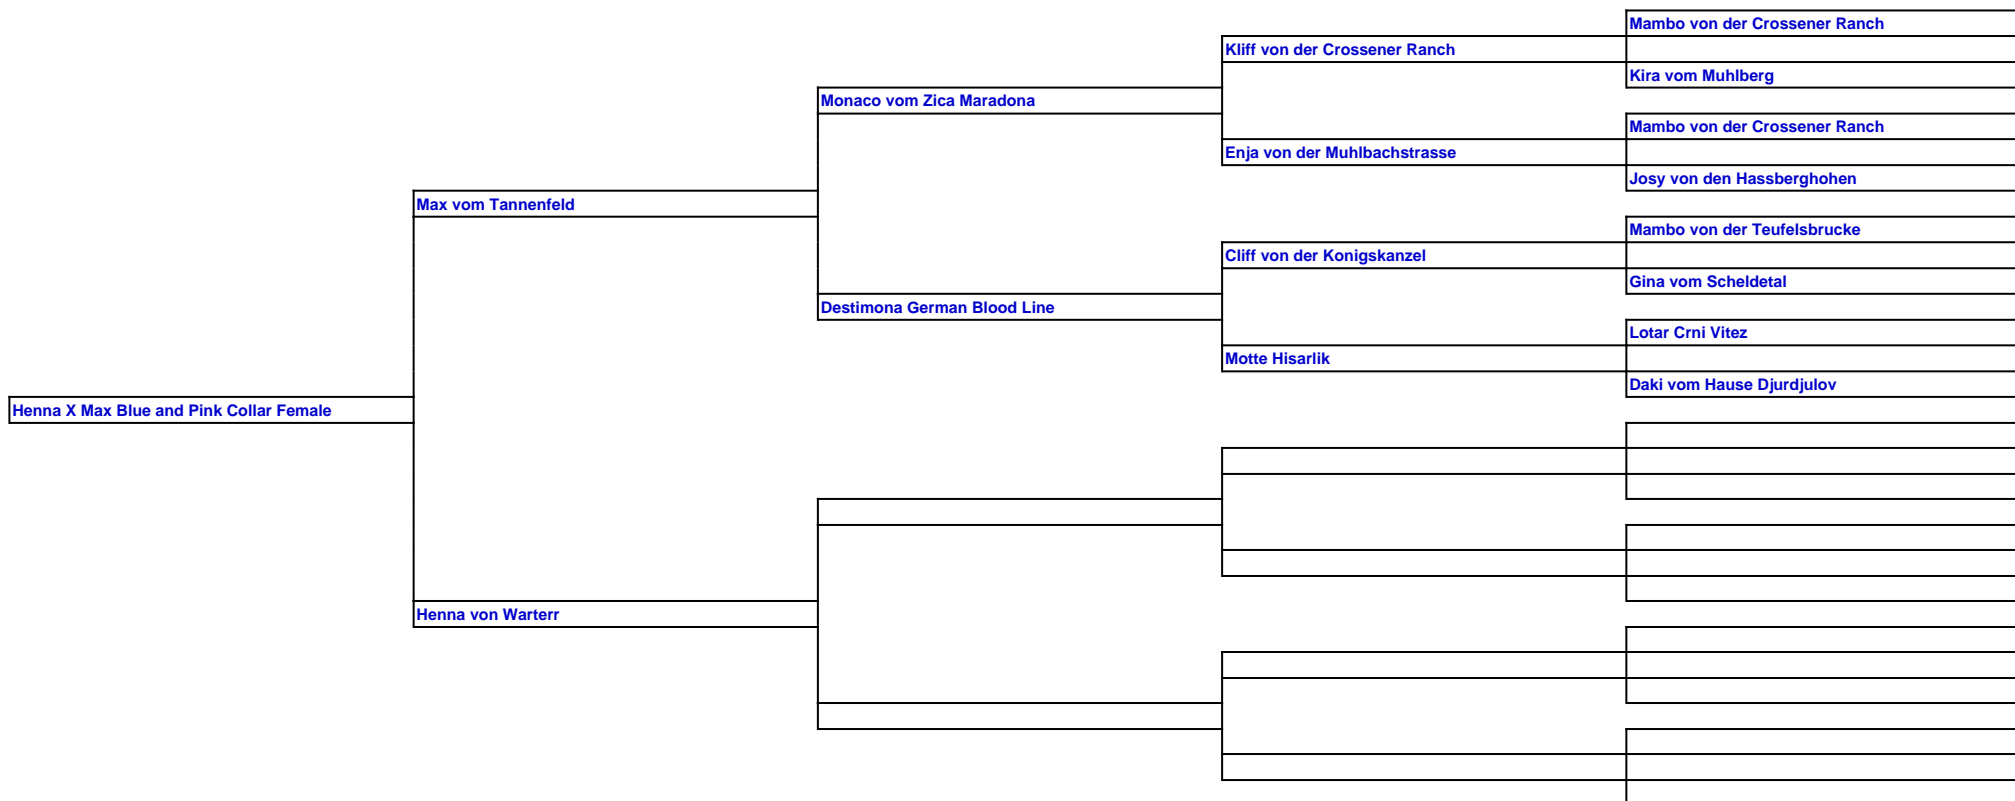 Mambo von der Crossener Ranch
Kliff von der Crossener Ranch
Kira vom Muhlberg
Monaco vom Zica Maradona
Mambo von der Crossener Ranch
Enja von der Muhlbachstrasse
Josy von den Hassberghohen
Max vom Tannenfeld
Mambo von der Teufelsbrucke
Cliff von der Konigskanzel
Gina vom Scheldetal
Destimona German Blood Line
Lotar Crni Vitez
Motte Hisarlik
Daki vom Hause Djurdjulov
Henna X Max Blue and Pink Collar Female
Henna von Warterr